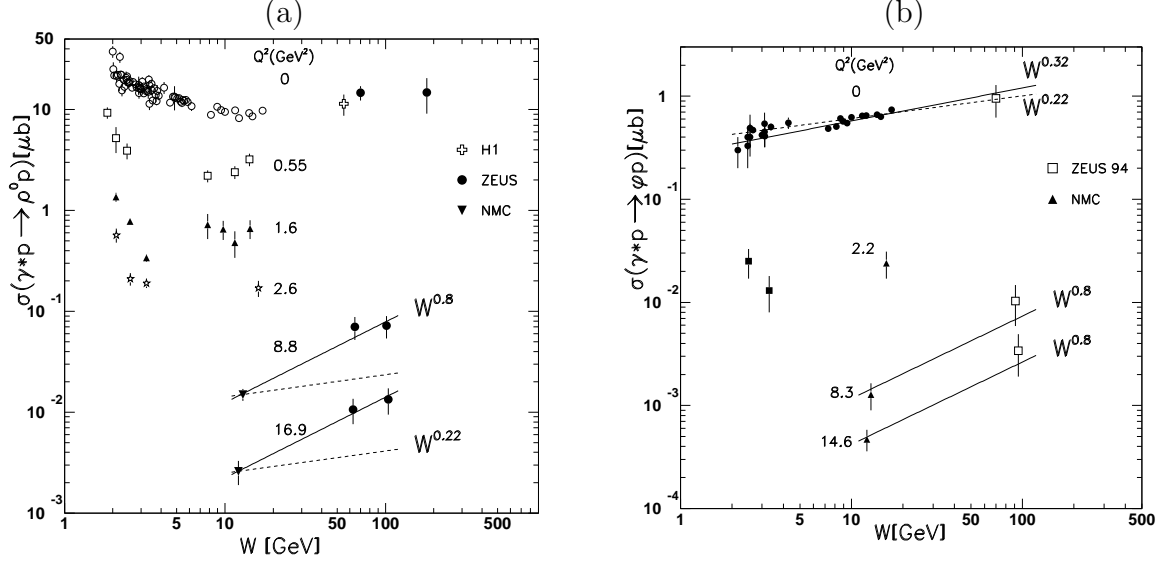 (a)
σ(γ*p → ρ⁰p) [μb]
50
10
1
10 -1
10 -2
10 -3
Q²(GeV²)
0
0.55
1.6
2.6
8.8
16.9
H1
ZEUS
NMC
W^0.8
W^0.22
1 5 10 50 100 500
W [GeV]
(b)
σ(γ*p → φp) [μb]
1
10 -1
10 -2
10 -3
10 -4
Q²(GeV²)
0
2.2
8.3
14.6
W^0.32
W^0.22
ZEUS 94
NMC
W^0.8
W^0.8
1 5 10 50 100 500
W[GeV]